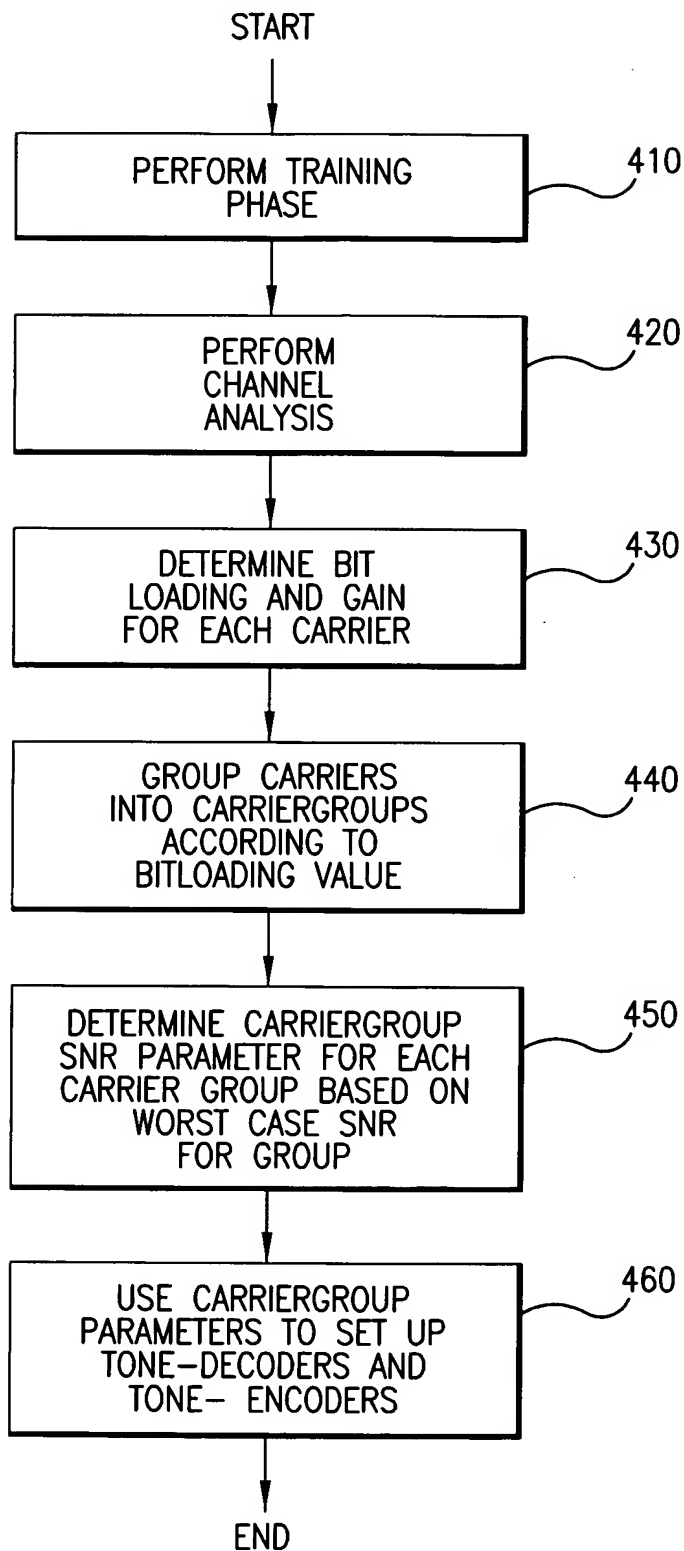 START
PERFORM TRAINING
PHASE
410
PERFORM
CHANNEL
ANALYSIS
420
DETERMINE BIT
LOADING AND GAIN
FOR EACH CARRIER
430
GROUP CARRIERS
INTO CARRIERGROUPS
ACCORDING TO
BITLOADING VALUE
440
DETERMINE CARRIERGROUP
SNR PARAMETER FOR EACH
CARRIER GROUP BASED ON
WORST CASE SNR
FOR GROUP
450
USE CARRIERGROUP
PARAMETERS TO SET UP
TONE-DECODERS AND
TONE- ENCODERS
460
END